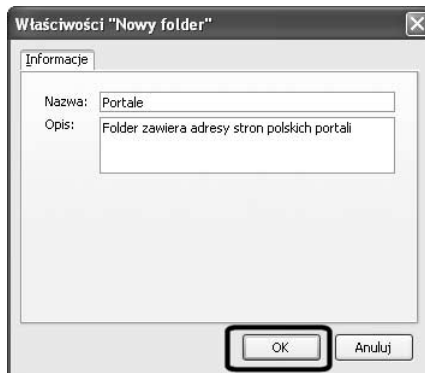 Właściwości "Nowy folder"
Informacje
Nazwa: Portale
Opis: Folder zawiera adresy stron polskich portali
OK Anuluj